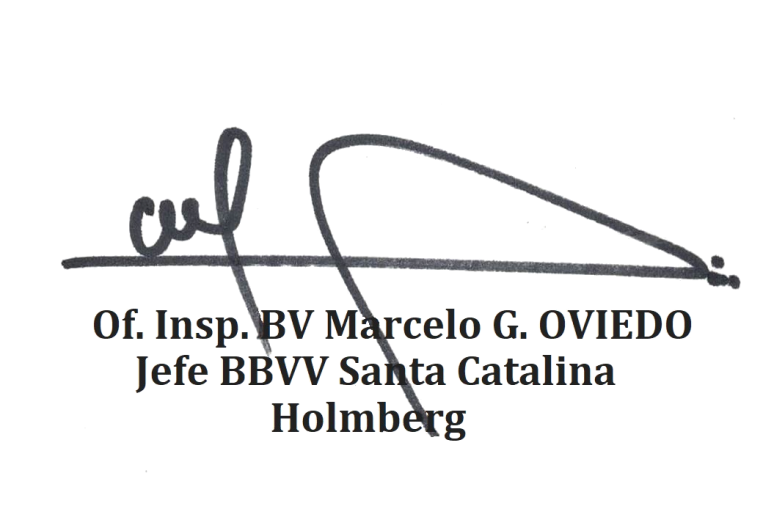 Of. Insp. BV Marcelo G. OVIEDO
Jefe BBVV Santa Catalina
Holmberg